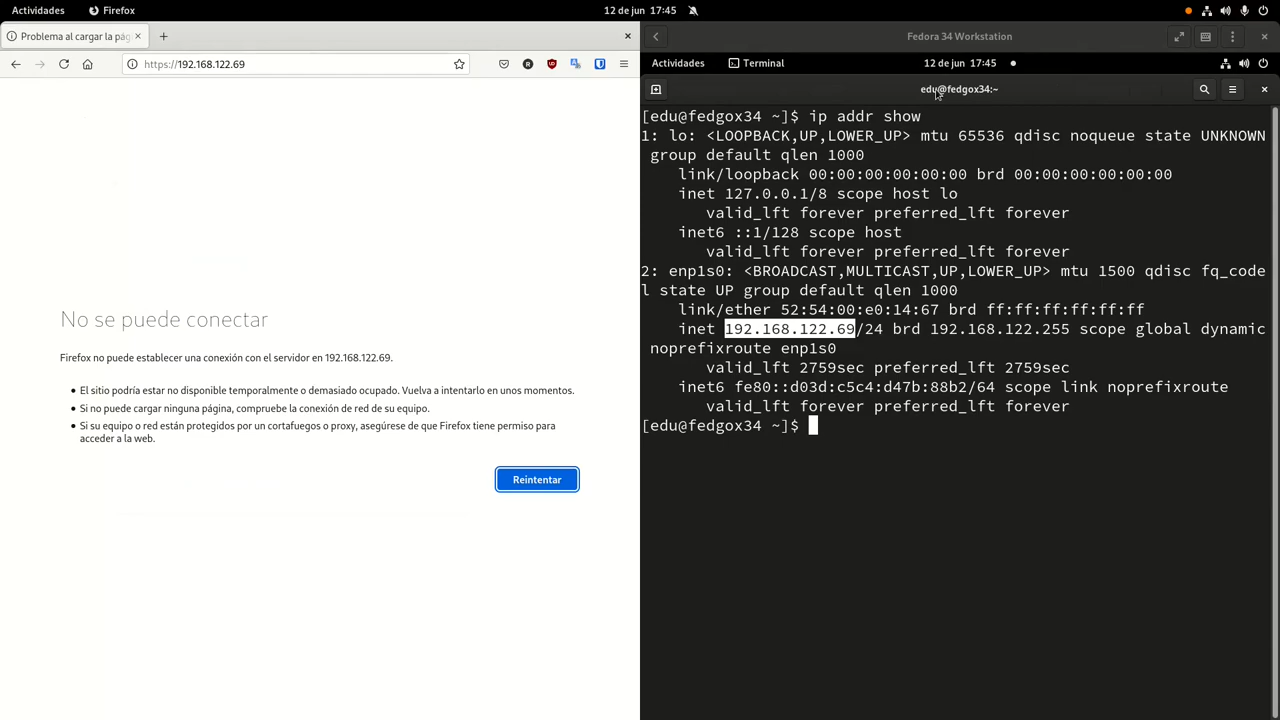 Actividades
Firefox
12 de jun 17:45
Problema al cargar la pág
https://192.168.122.69
No se puede conectar
Firefox no puede establecer una conexión con el servidor en 192.168.122.69.
El sitio podría estar no disponible temporalmente o demasiado ocupado. Vuelva a intentarlo en unos momentos.
Si no puede cargar ninguna página, compruebe la conexión de red de su equipo.
Si su equipo o red están protegidos por un cortafuegos o proxy, asegúrese de que Firefox tiene permiso para
acceder a la web.
Reintentar
Fedora 34 Workstation
Actividades
Terminal
12 de jun 17:45
edu@fedgox34:~
[edu@fedgox34 ~]$ ip addr show
1: lo: <LOOPBACK,UP,LOWER_UP> mtu 65536 qdisc noqueue state UNKNOWN
group default qlen 1000
link/loopback 00:00:00:00:00:00 brd 00:00:00:00:00:00
inet 127.0.0.1/8 scope host lo
valid_lft forever preferred_lft forever
inet6 ::1/128 scope host
valid_lft forever preferred_lft forever
2: enp1s0: <BROADCAST,MULTICAST,UP,LOWER_UP> mtu 1500 qdisc fq_code
l state UP group default qlen 1000
link/ether 52:54:00:e0:14:67 brd ff:ff:ff:ff:ff:ff
inet 192.168.122.69/24 brd 192.168.122.255 scope global dynamic
noprefixroute enp1s0
valid_lft 2759sec preferred_lft 2759sec
inet6 fe80::d03d:c5c4:d47b:88b2/64 scope link noprefixroute
valid_lft forever preferred_lft forever
[edu@fedgox34 ~]$